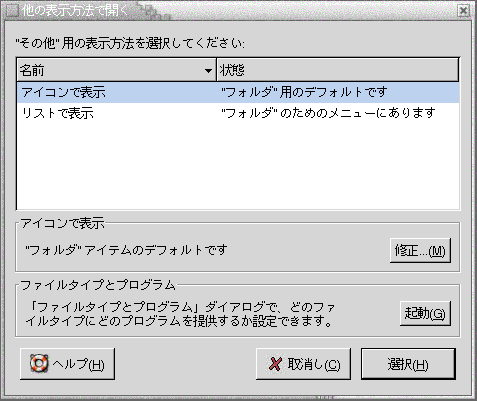 他の表示方法で開く
"その他" 用の表示方法を選択してください:
名前 状態
アイコンで表示 "フォルダ" 用のデフォルトです
リストで表示 "フォルダ" のためのメニューにあります
アイコンで表示
"フォルダ" アイテムのデフォルトです
修正...(M)
ファイルタイプとプログラム
「ファイルタイプとプログラム」ダイアログで、どのファ
イルタイプにどのプログラムを提供するか設定できます。
起動(G)
ヘルプ(H) 取消し(C) 選択(H)